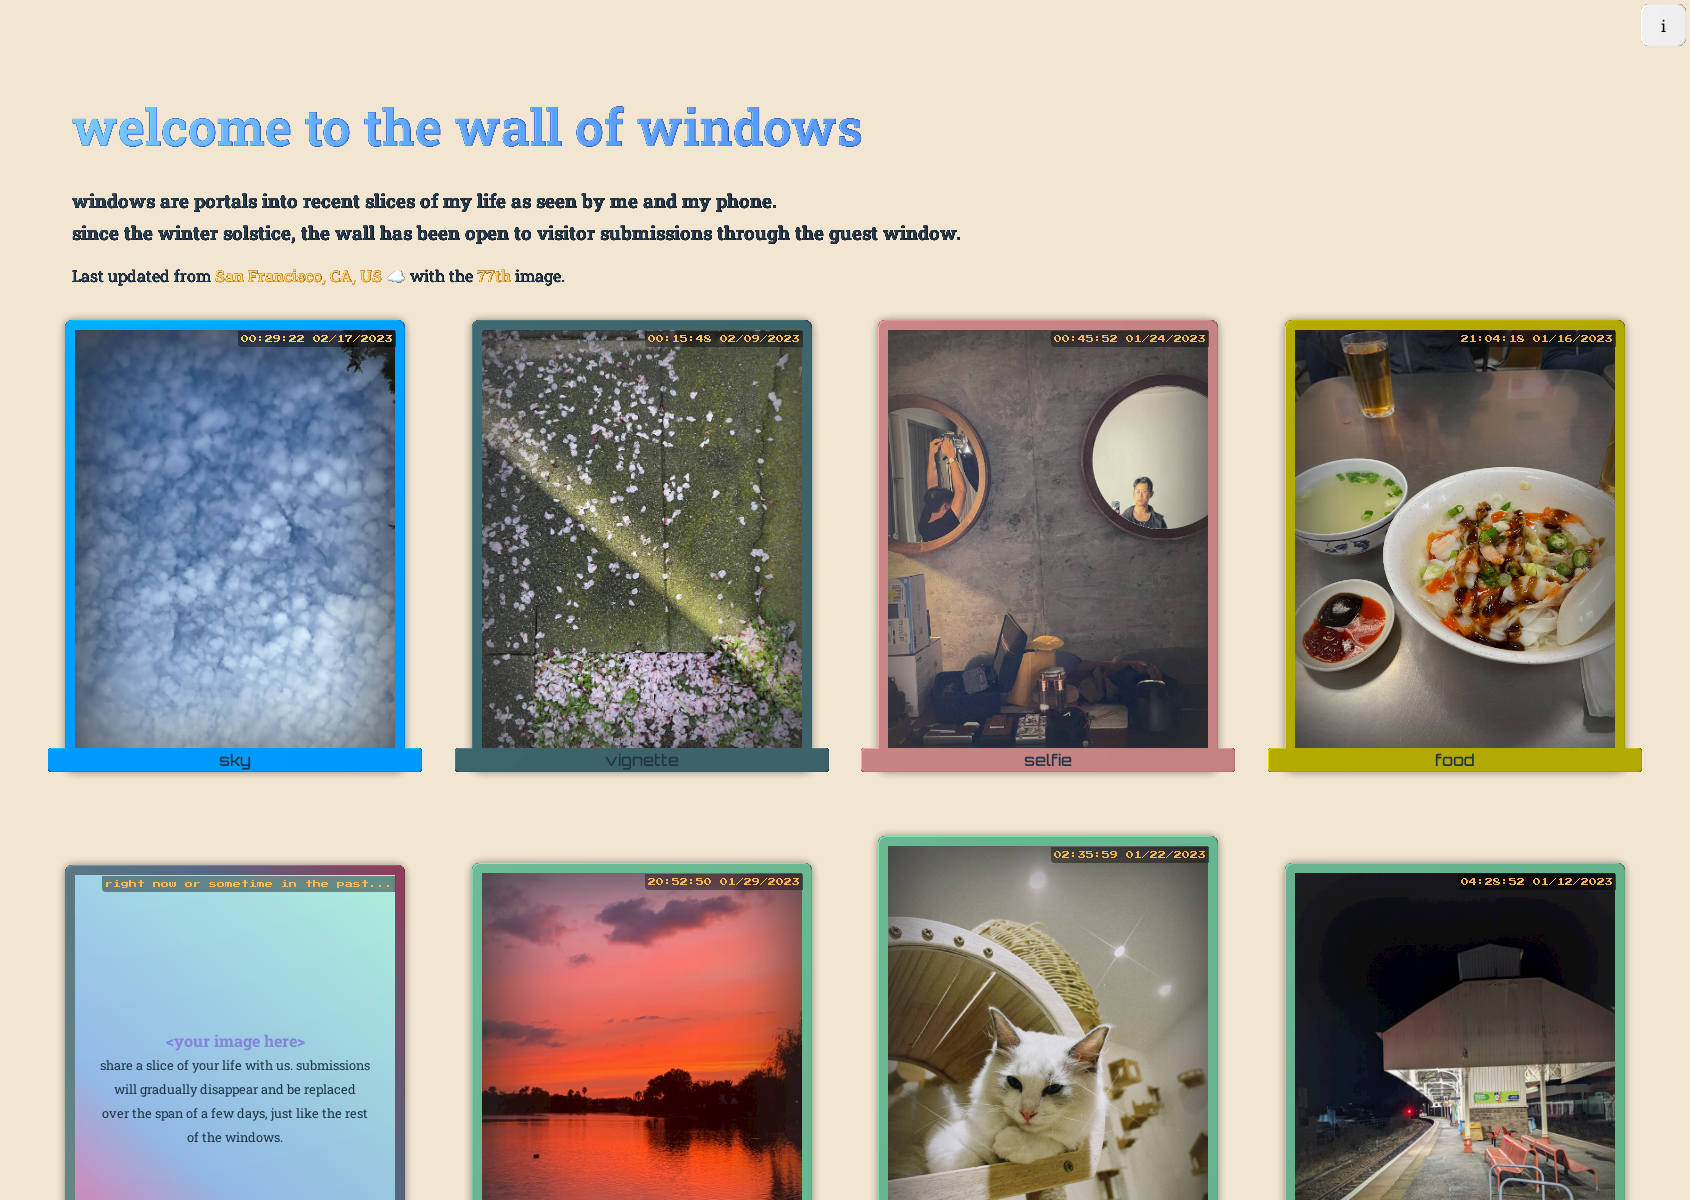 i
welcome to the wall of windows
windows are portals into recent slices of my life as seen by me and my phone.
since the winter solstice, the wall has been open to visitor submissions through the guest window.
Last updated from San Francisco, CA, US ☁️ with the 77th image.
00:29:22 02/17/2023
00:15:48 02/09/2023
00:45:52 01/24/2023
21:04:18 01/16/2023
sky
vignette
selfie
food
right now or sometime in the past...
20:52:50 01/29/2023
02:35:59 01/22/2023
04:28:52 01/12/2023
<your image here>
share a slice of your life with us. submissions
will gradually disappear and be replaced
over the span of a few days, just like the rest
of the windows.